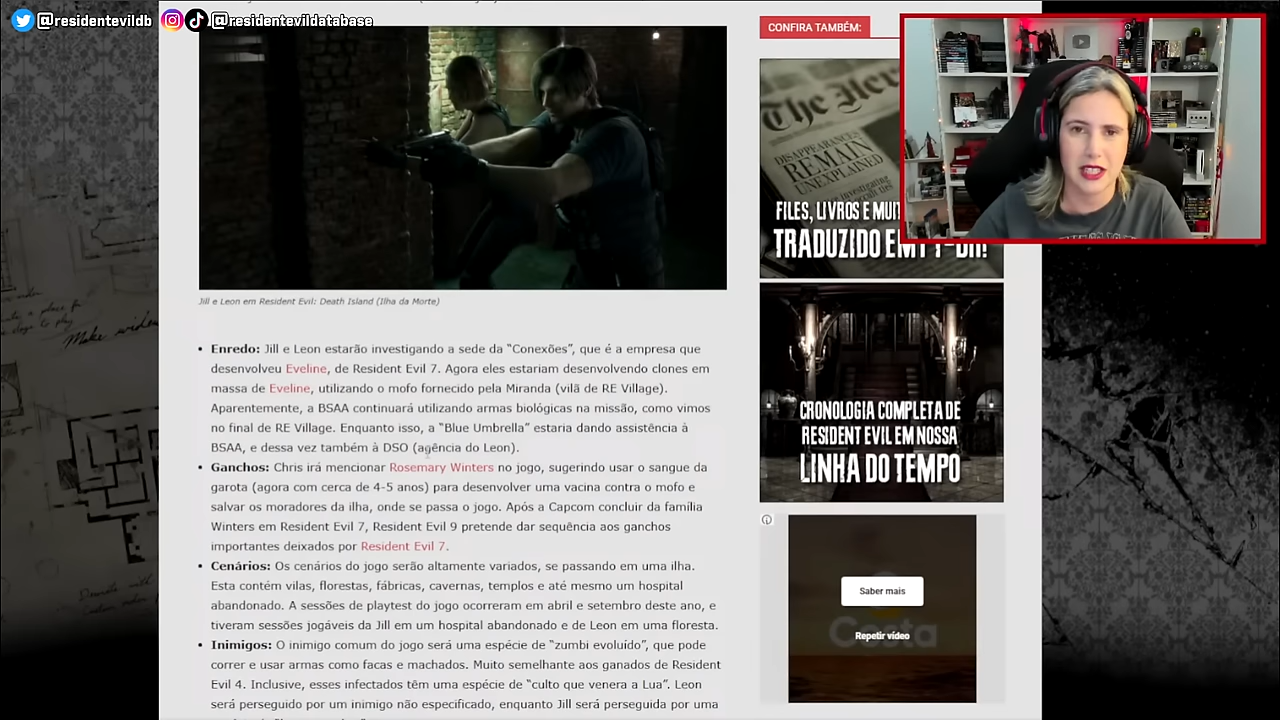 @residentevildb @residentevildatabase
Jill e Leon em Resident Evil: Death Island (Ilha da Morte)
• Enredo: Jill e Leon estarão investigando a sede da “Conexões”, que é a empresa que
desenvolveu Eveline, de Resident Evil 7. Agora eles estariam desenvolvendo clones em
massa de Eveline, utilizando o mofo fornecido pela Miranda (vilã de RE Village).
Aparentemente, a BSAA continuará utilizando armas biológicas na missão, como vimos
no final de RE Village. Enquanto isso, a “Blue Umbrella” estaria dando assistência à
BSAA, e dessa vez também à DSO (agência do Leon).
• Ganchos: Chris irá mencionar Rosemary Winters no jogo, sugerindo usar o sangue da
garota (agora com cerca de 4-5 anos) para desenvolver uma vacina contra o mofo e
salvar os moradores da ilha, onde se passa o jogo. Após a Capcom concluir da família
Winters em Resident Evil 7, Resident Evil 9 pretende dar sequência aos ganchos
importantes deixados por Resident Evil 7.
• Cenários: Os cenários do jogo serão altamente variados, se passando em uma ilha.
Esta contém vilas, florestas, fábricas, cavernas, templos e até mesmo um hospital
abandonado. A sessões de playtest do jogo ocorreram em abril e setembro deste ano, e
tiveram sessões jogáveis da Jill em um hospital abandonado e de Leon em uma floresta.
• Inimigos: O inimigo comum do jogo será uma espécie de “zumbi evoluído”, que pode
correr e usar armas como facas e machados. Muito semelhante aos ganados de Resident
Evil 4. Inclusive, esses infectados têm uma espécie de “culto que venera a Lua”. Leon
será perseguido por um inimigo não especificado, enquanto Jill será perseguida por uma
CONFIRA TAMBÉM:
The
DISAPPEARANCES
REMAIN
UNEXPLAINED
FILES, LIVROS E
TRADUZIDO EM
CRONOLOGIA COMPLETA DE
RESIDENT EVIL EM NOSSA
LINHA DO TEMPO
Saber mais
Costa
Repetir vídeo
Make